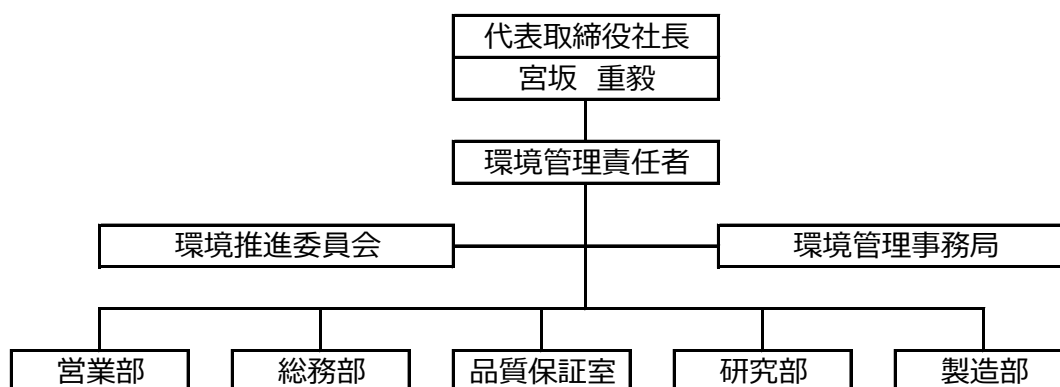 代表取締役社長
宮坂 重毅
環境管理責任者
環境推進委員会
環境管理事務局
営業部
総務部
品質保証室
研究部
製造部